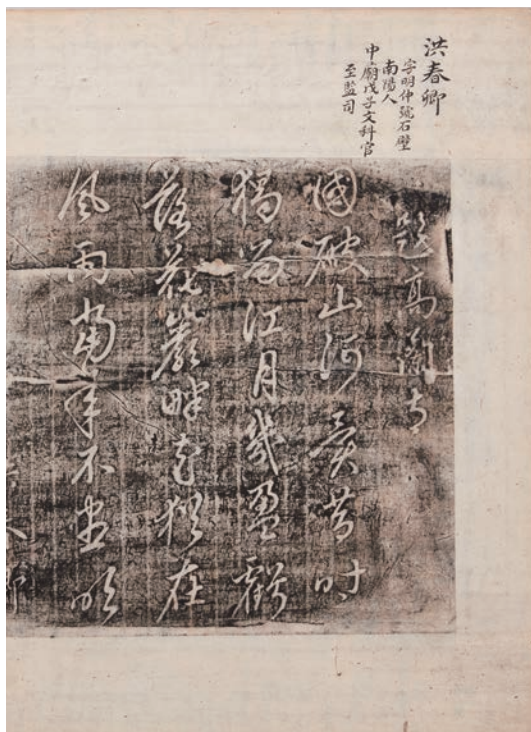 洪春卿
字明仲號石壁
南陽人
中廟戊子文科官
至監司
題高蘭寺
國破山河異昔時
獨留江月幾盈虧
落花巖畔花猶在
風雨當年不盡吹